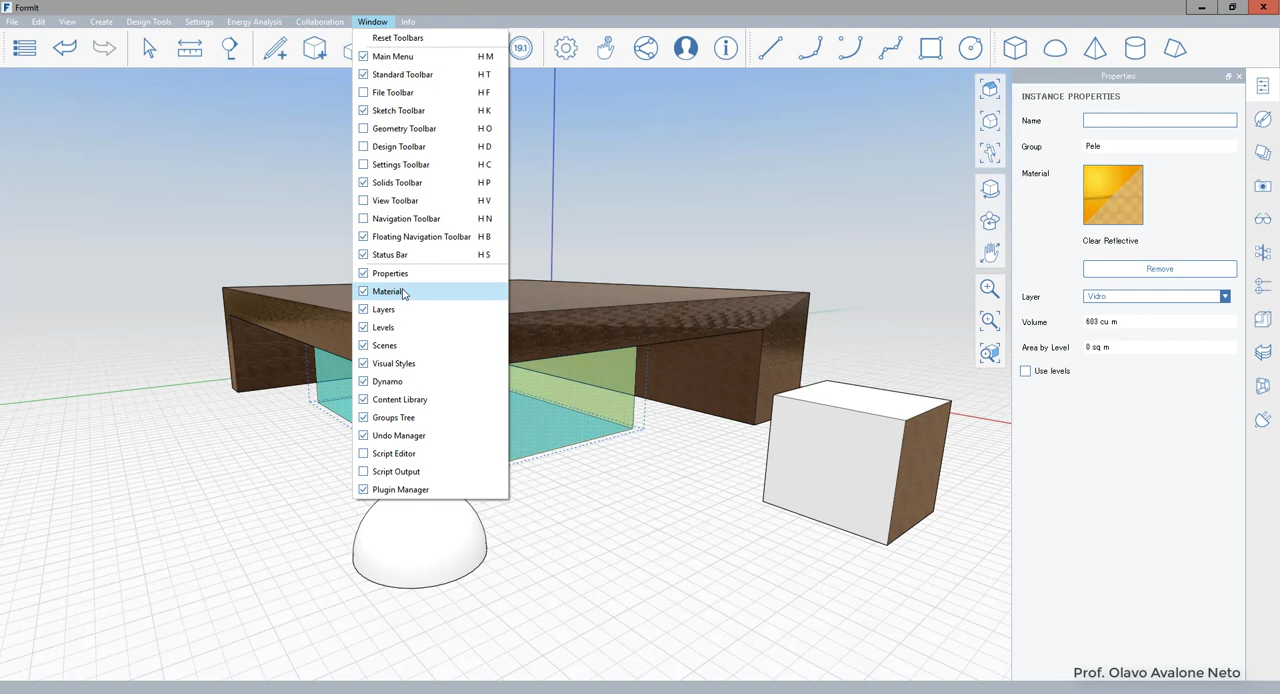 FormIt
File Edit View Create Design Tools Settings Energy Analysis Collaboration Window Info
19.1
Reset Toolbars
Main Menu H M
Standard Toolbar H T
File Toolbar H F
Sketch Toolbar H K
Geometry Toolbar H O
Design Toolbar H D
Settings Toolbar H C
Solids Toolbar H P
View Toolbar H V
Navigation Toolbar H N
Floating Navigation Toolbar H B
Status Bar H S
Properties
Materials
Layers
Levels
Scenes
Visual Styles
Dynamo
Content Library
Groups Tree
Undo Manager
Script Editor
Script Output
Plugin Manager
Properties
INSTANCE PROPERTIES
Name
Group Pele
Material
Clear Reflective
Remove
Layer Vidro
Volume 603 cu m
Area by Level 0 sq m
Use levels
Prof. Olavo Avalone Neto